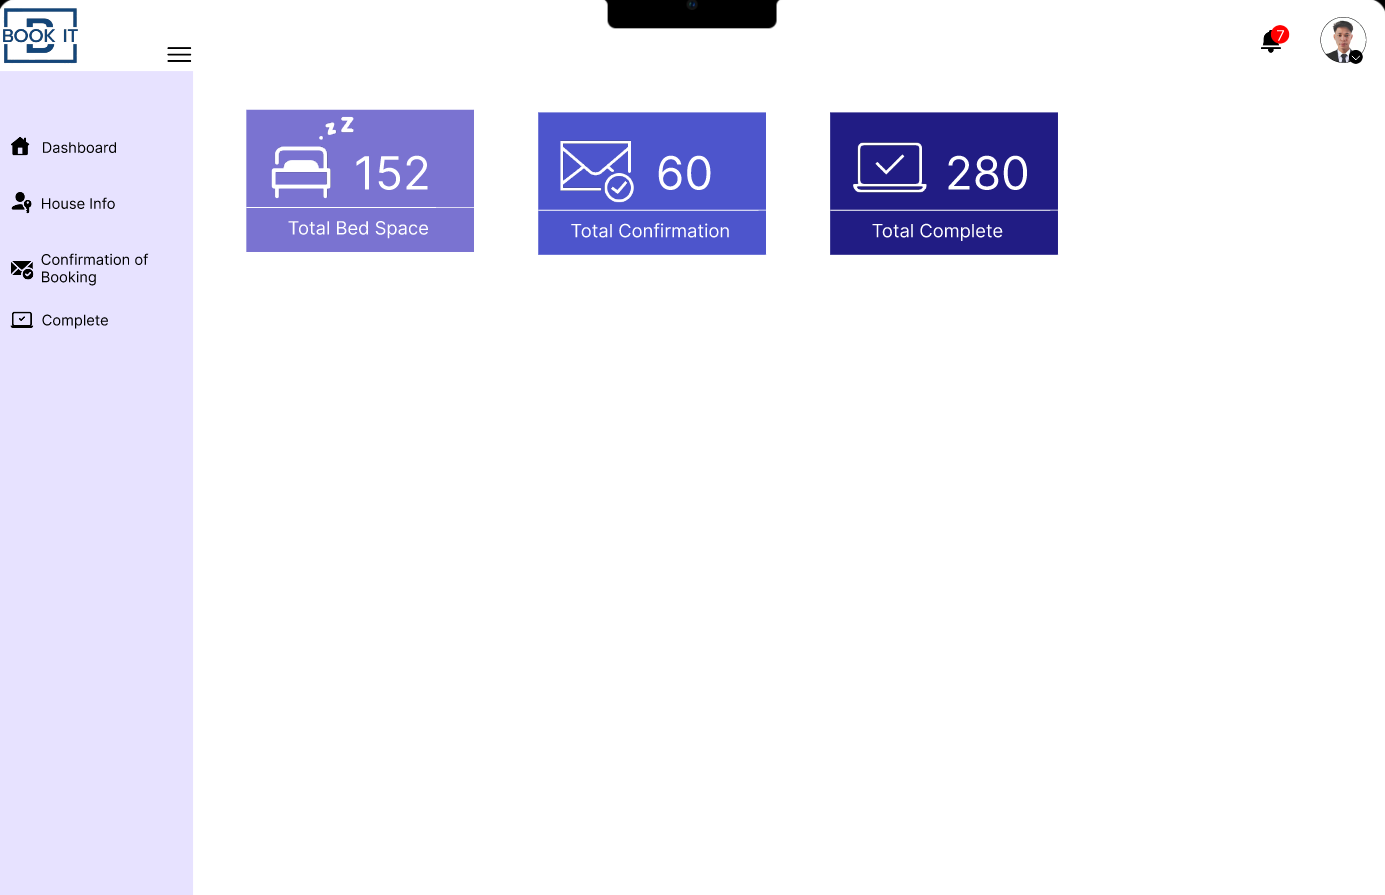 BOOK IT
B
7
Dashboard
House Info
Confirmation of
Booking
Complete
zz
152
Total Bed Space
60
Total Confirmation
280
Total Complete